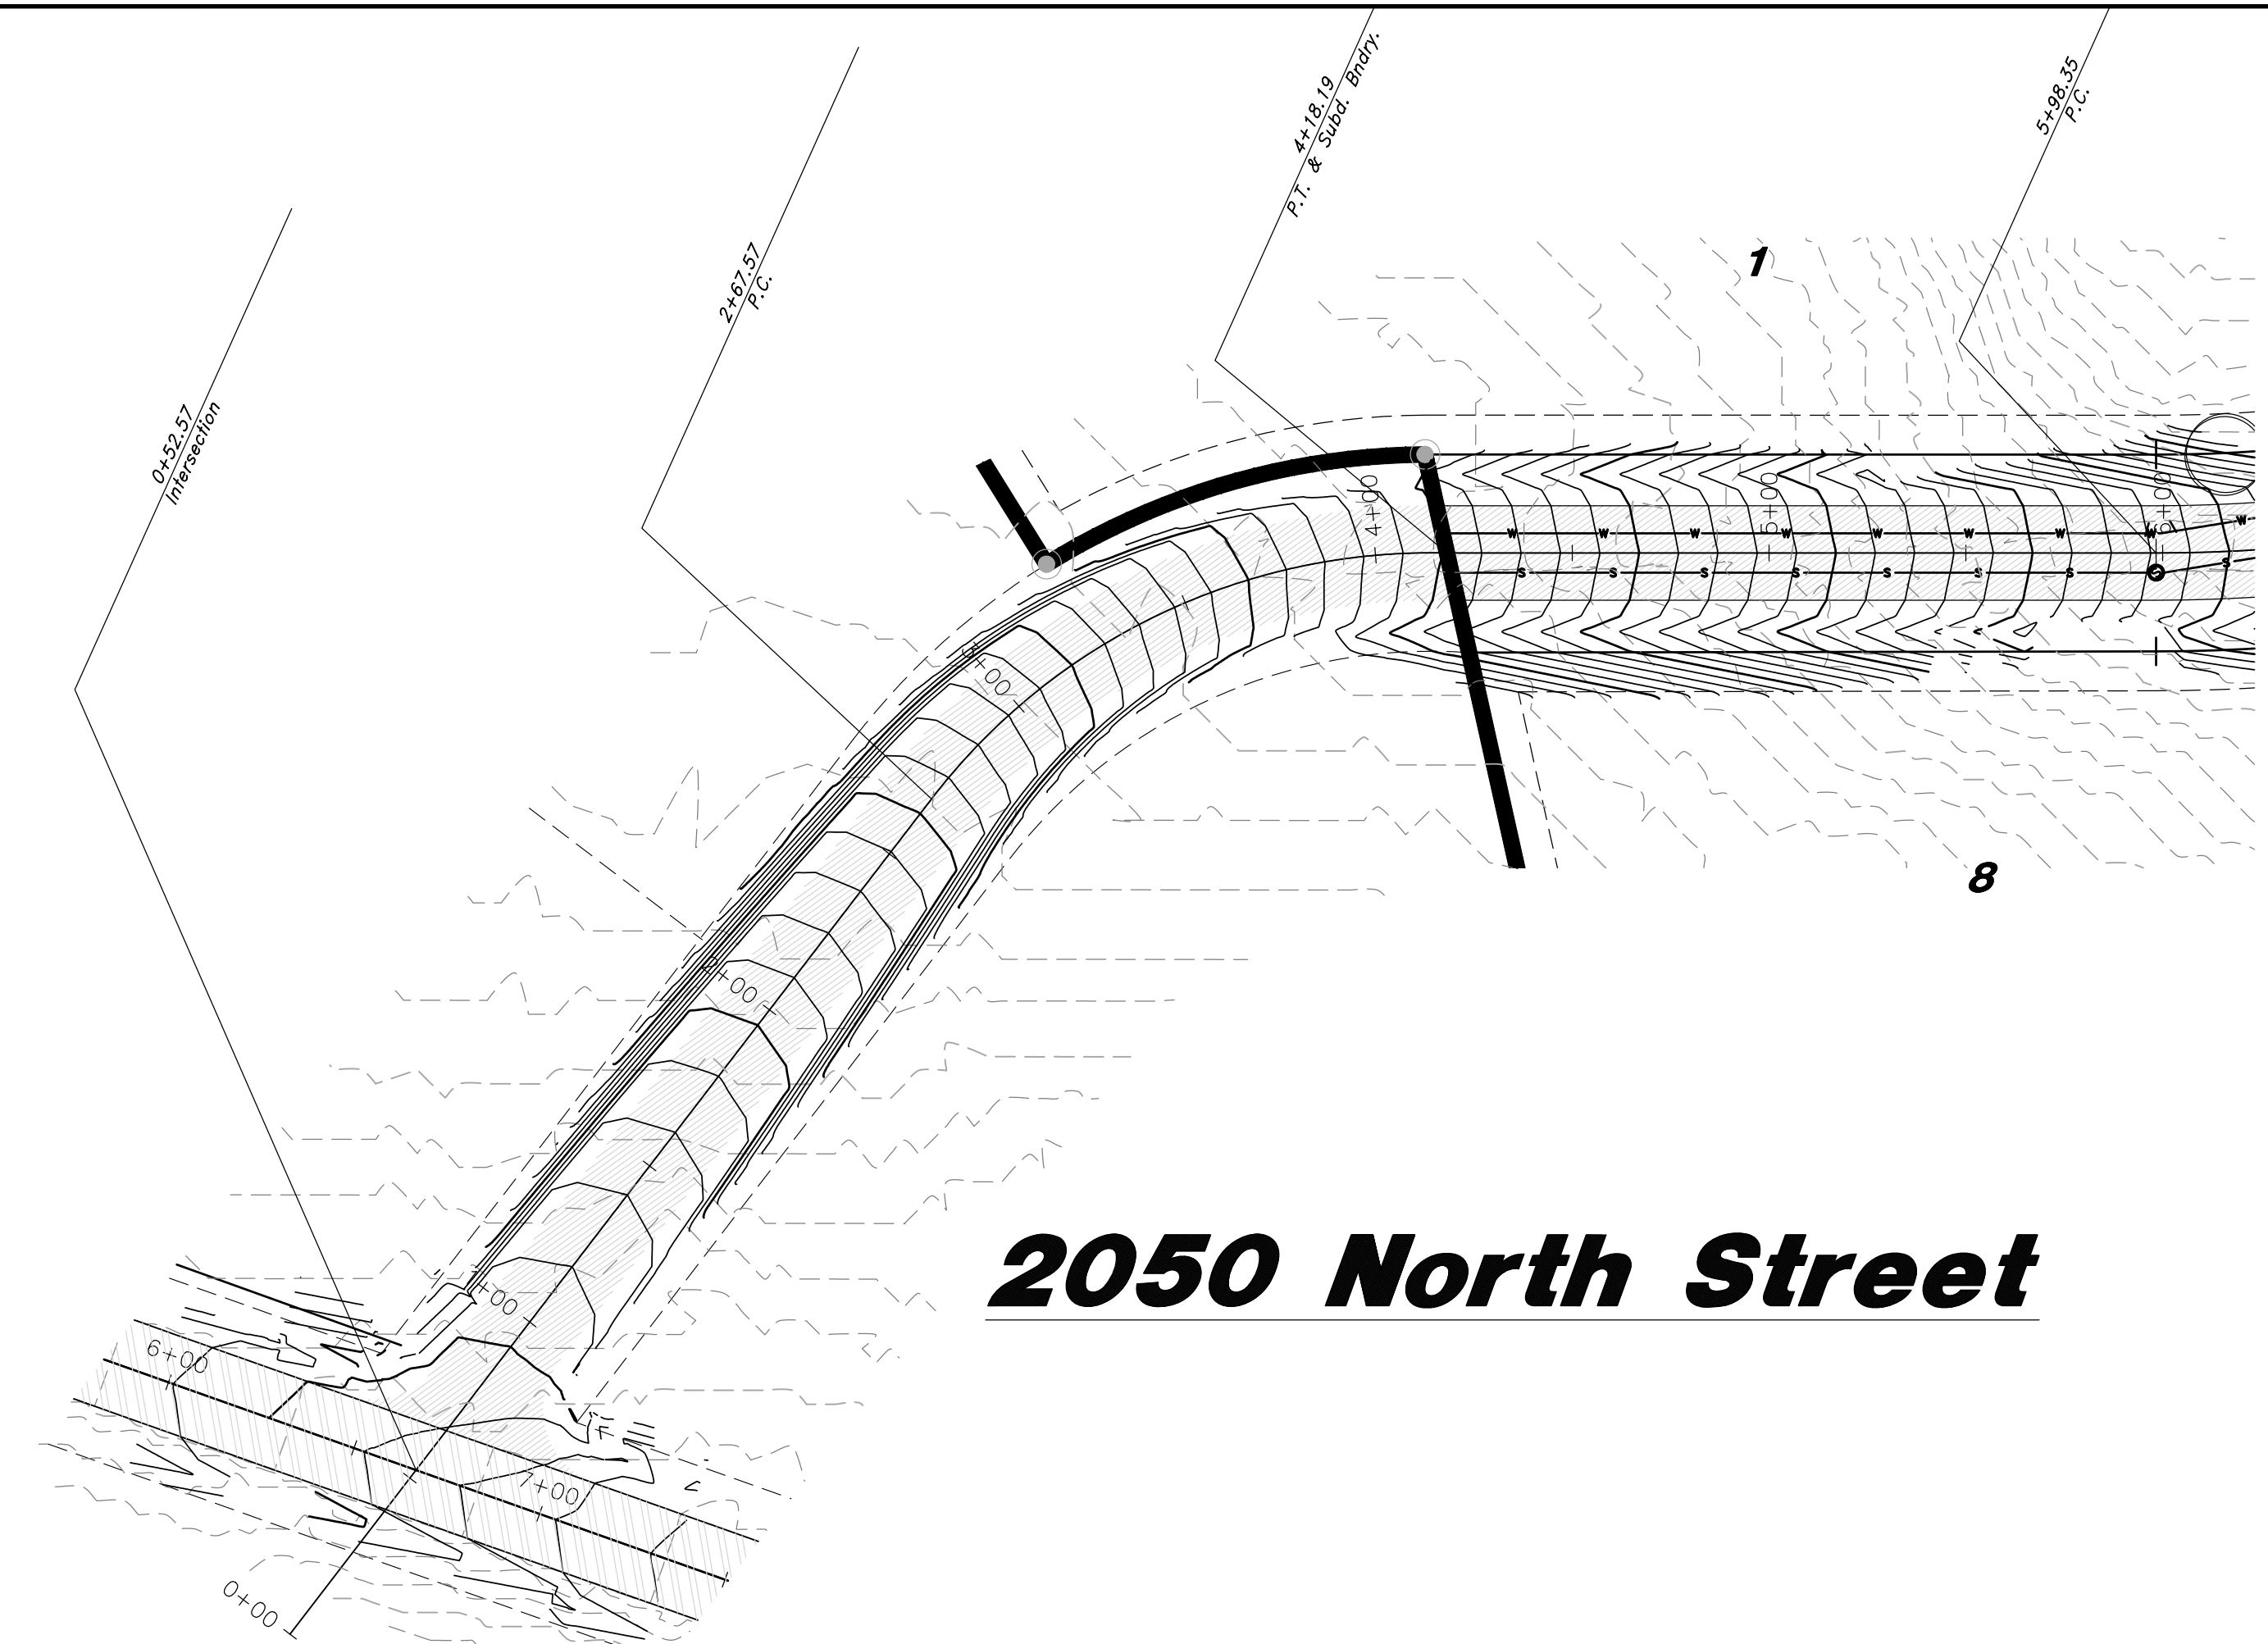 4+18.19
P.T. & Subd. Bndry.
5+98.35
P.C.
2+67.57
P.C.
0+52.57
Intersection
1
4+00
5+00
6+00
W W W W W W W W W
S S S S S S S S S
3+00
8
2+00
1+00
2050 North Street
6+00
7+00
0+00